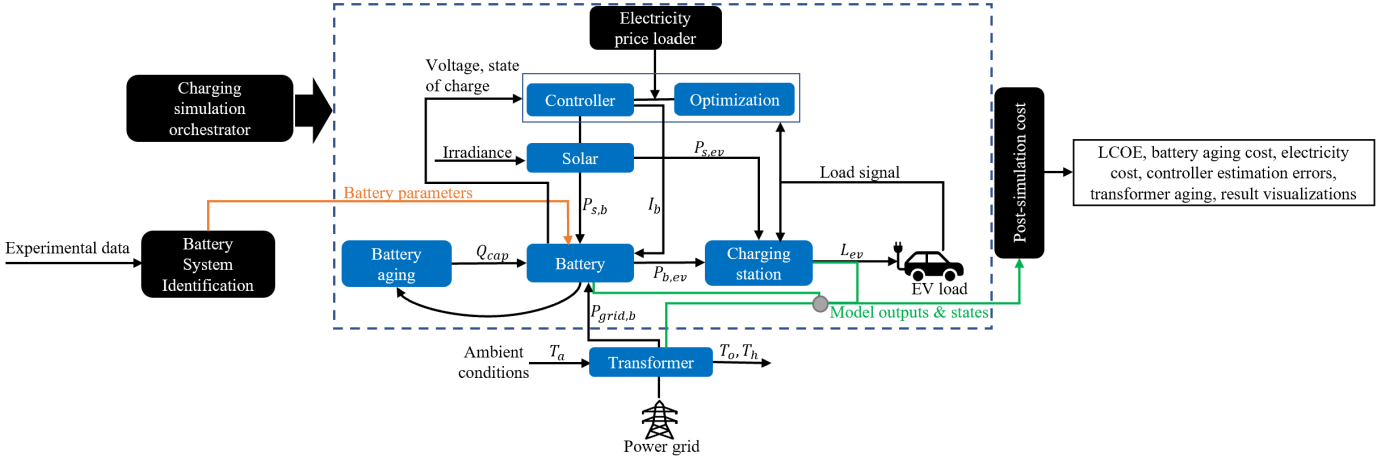 Electricity
price loader
Charging
simulation
orchestrator
Voltage, state
of charge
Controller
Optimization
Irradiance
Solar
P_{s,ev}
Load signal
Post-simulation cost
LCOE, battery aging cost, electricity
cost, controller estimation errors,
transformer aging, result visualizations
Battery parameters
P_{s,b}
I_b
Experimental data
Battery
System
Identification
Battery
aging
Q_{cap}
Battery
P_{b,ev}
Charging
station
L_{ev}
EV load
P_{grid,b}
Model outputs & states
Ambient
conditions
T_a
Transformer
T_o, T_h
Power grid